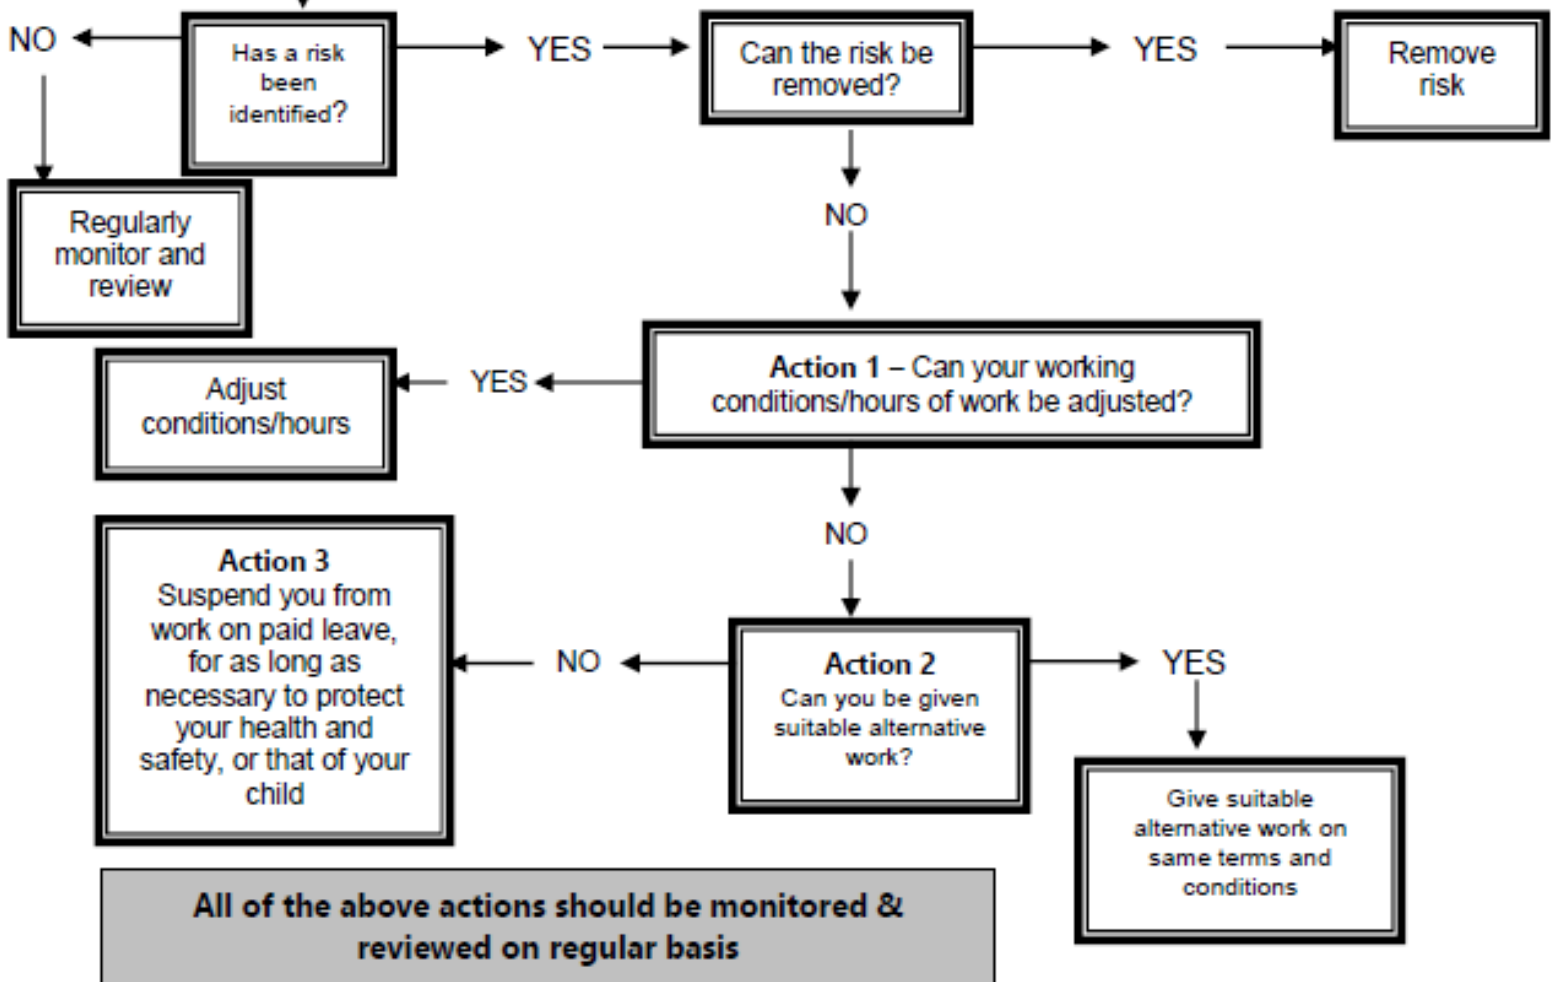 NO
Has a risk
been
identified?
YES
Can the risk be
removed?
YES
Remove
risk
Regularly
monitor and
review
NO
Action 1 – Can your working
conditions/hours of work be adjusted?
YES
Adjust
conditions/hours
NO
Action 2
Can you be given
suitable alternative
work?
NO
Action 3
Suspend you from
work on paid leave,
for as long as
necessary to protect
your health and
safety, or that of your
child
YES
Give suitable
alternative work on
same terms and
conditions
All of the above actions should be monitored &
reviewed on regular basis